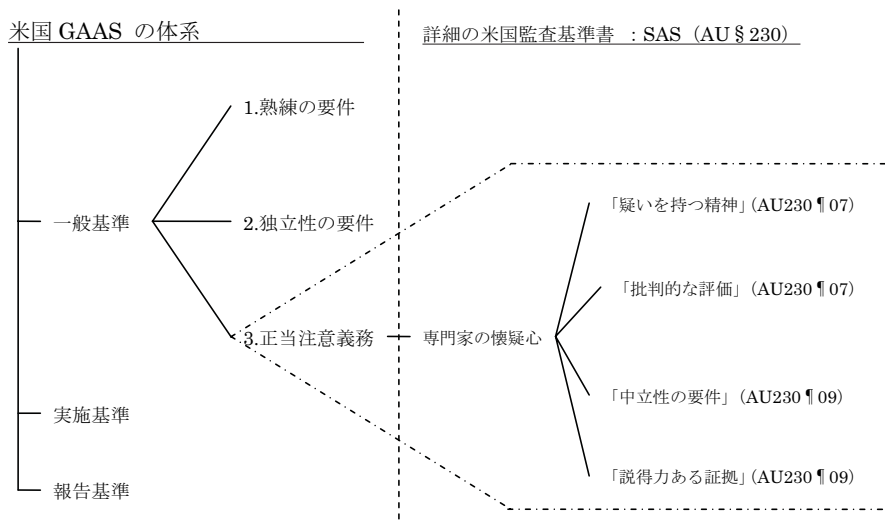 米国 GAAS の体系
詳細の米国監査基準書 ：SAS（AU§230）
1.熟練の要件
一般基準
2.独立性の要件
3.正当注意義務
専門家の懐疑心
「疑いを持つ精神」(AU230¶07)
「批判的な評価」(AU230¶07)
「中立性の要件」(AU230¶09)
「説得力ある証拠」(AU230¶09)
実施基準
報告基準